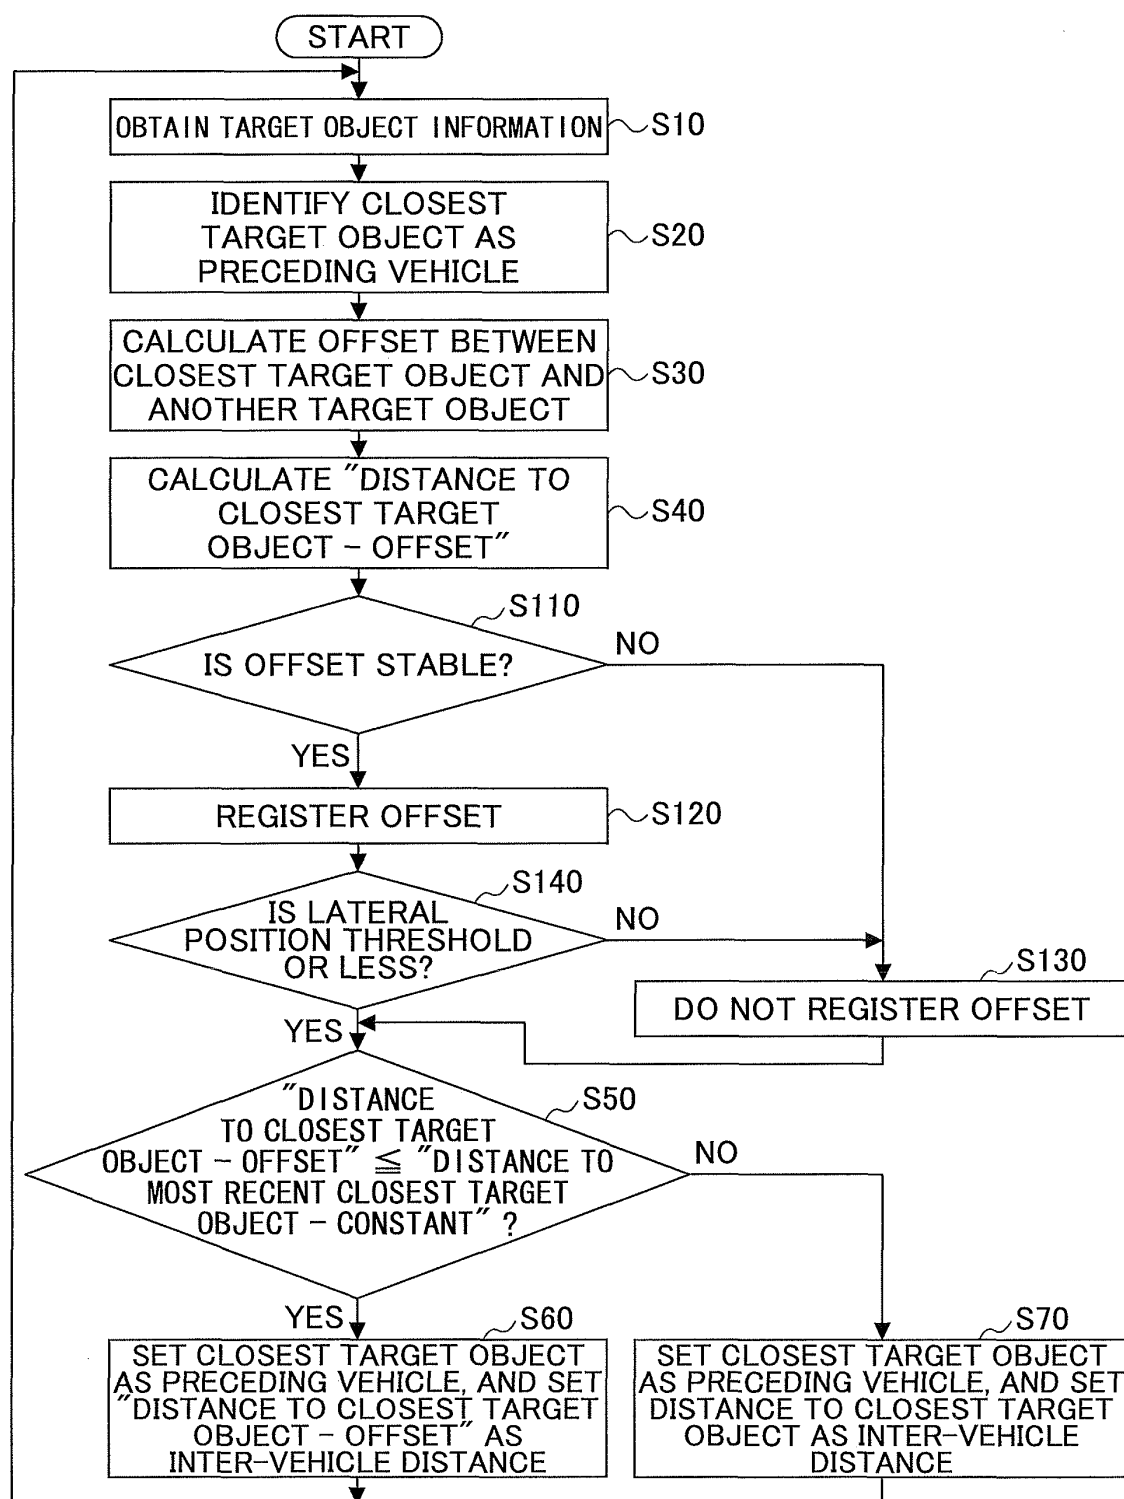 START
OBTAIN TARGET OBJECT INFORMATION
S10
IDENTIFY CLOSEST
TARGET OBJECT AS
PRECEDING VEHICLE
S20
CALCULATE OFFSET BETWEEN
CLOSEST TARGET OBJECT AND
ANOTHER TARGET OBJECT
S30
CALCULATE "DISTANCE TO
CLOSEST TARGET
OBJECT - OFFSET"
S40
S110
IS OFFSET STABLE?
NO
YES
REGISTER OFFSET
S120
S140
IS LATERAL
POSITION THRESHOLD
OR LESS?
NO
YES
S130
DO NOT REGISTER OFFSET
S50
"DISTANCE
TO CLOSEST TARGET
OBJECT - OFFSET" ≦ "DISTANCE TO
MOST RECENT CLOSEST TARGET
OBJECT - CONSTANT" ?
NO
YES
S60
SET CLOSEST TARGET OBJECT
AS PRECEDING VEHICLE, AND SET
"DISTANCE TO CLOSEST TARGET
OBJECT - OFFSET" AS
INTER-VEHICLE DISTANCE
S70
SET CLOSEST TARGET OBJECT
AS PRECEDING VEHICLE, AND SET
DISTANCE TO CLOSEST TARGET
OBJECT AS INTER-VEHICLE
DISTANCE